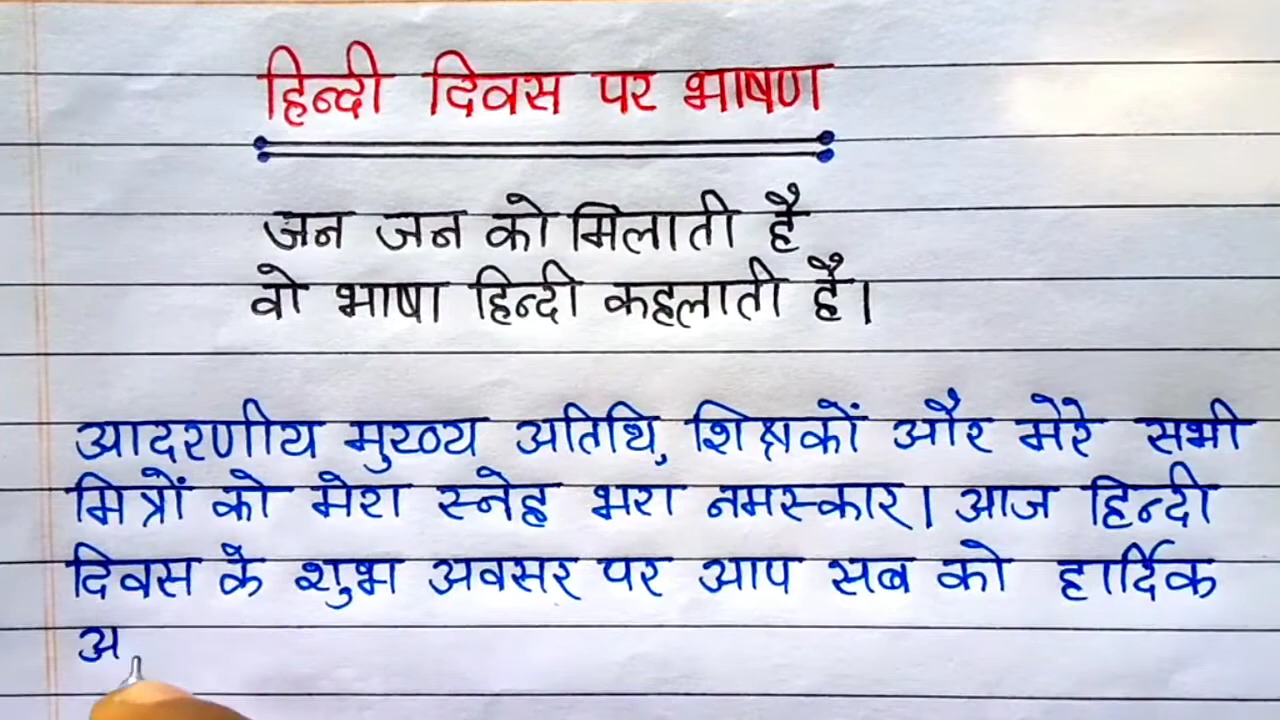 हिन्दी दिवस पर भाषण
जन जन को मिलाती है
वो भाषा हिन्दी कहलाती है।
आदरणीय मुख्य अतिथि, शिक्षकों और मेरे सभी
मित्रों को मेरा स्नेह भरा नमस्कार। आज हिन्दी
दिवस के शुभ अवसर पर आप सब को हार्दिक
अ